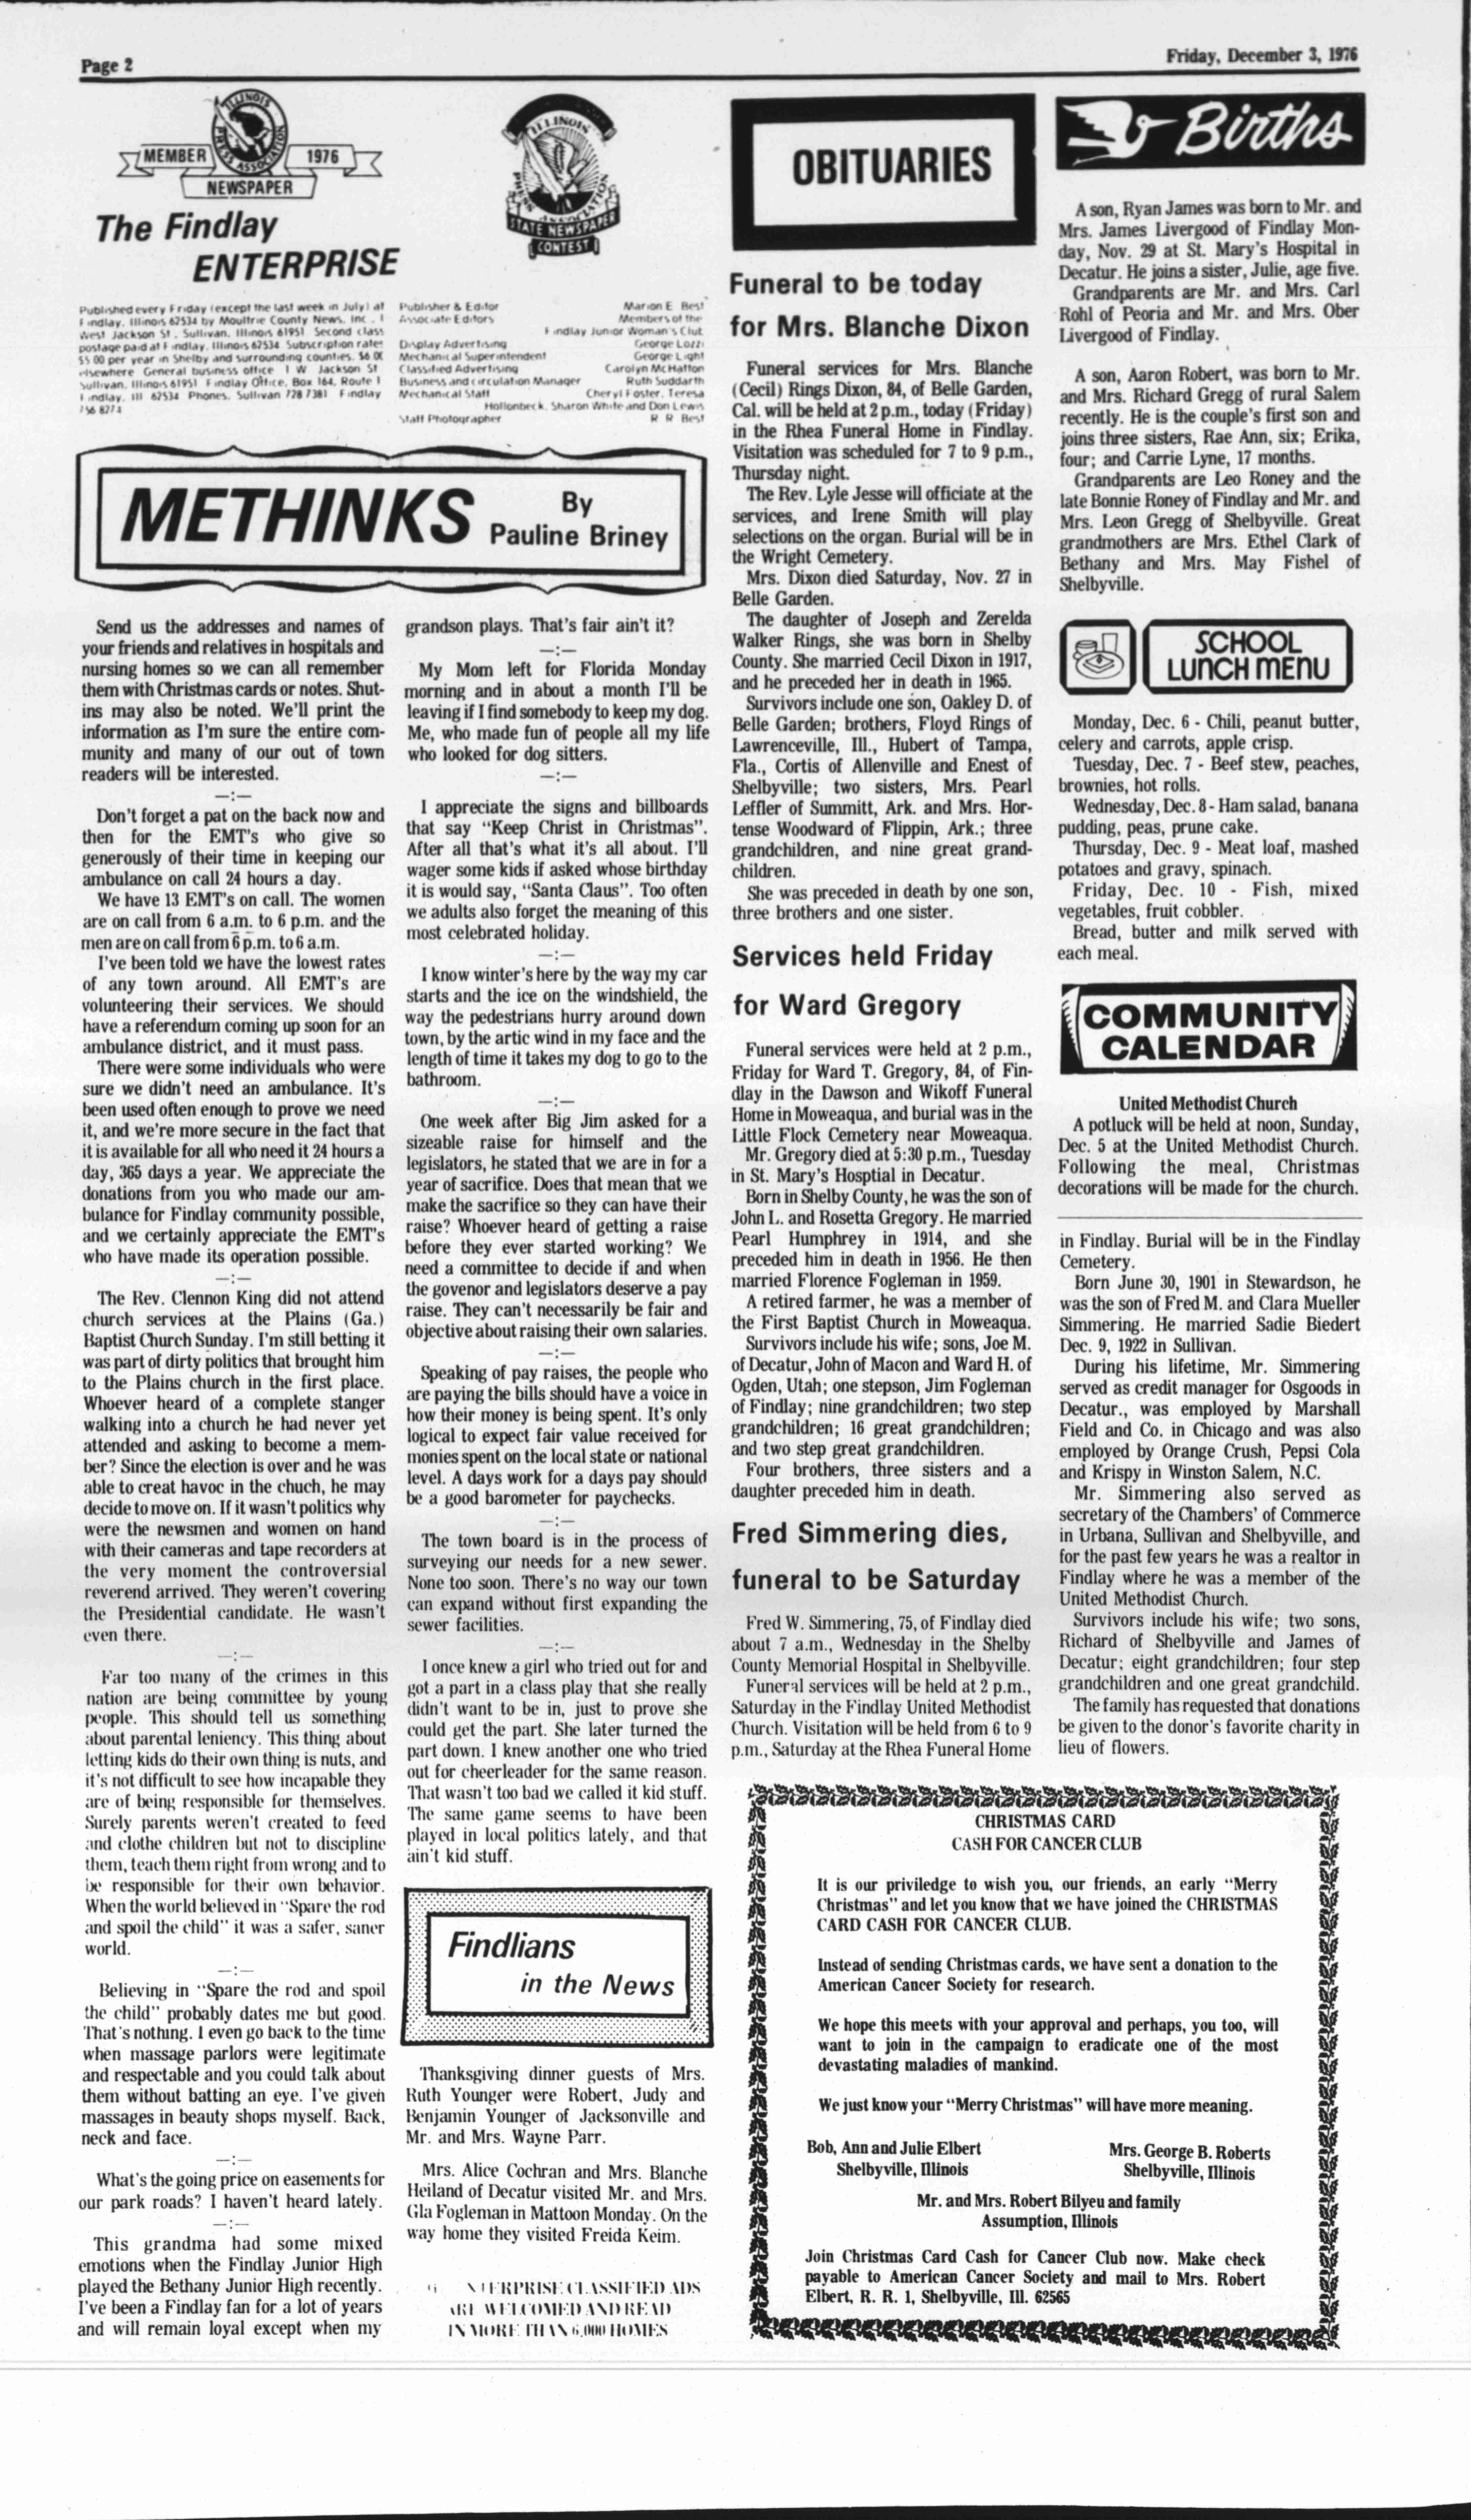 Page 2
Friday, December 3, 1976
ILLINOIS
PRESS ASSOCIATION
MEMBER
1976
NEWSPAPER
The Findlay
ENTERPRISE
ILLINOIS
PRESS ASSOCIATION
STATE NEWSPAPER
CONTEST
Published every Friday (except the last week in July) at
Findlay, Illinois 62534 by Moultrie County News, Inc., 1
West Jackson St., Sullivan, Illinois 61951 Second class
postage paid at Findlay, Illinois 62534 Subscription rates
$5.00 per year in Shelby and surrounding counties, $6.00
elsewhere General business office 1 W Jackson St
Sullivan, Illinois 61951 Findlay Office, Box 164, Route 1
Findlay, Ill 62534 Phones, Sullivan 728 7381 Findlay
756 8274
Publisher & Editor Marion E Best
Associate Editors Members of the
Findlay Junior Woman's Club
Display Advertising George Lozzi
Mechanical Superintendent George Light
Classified Advertising Carolyn McHatton
Business and circulation Manager Ruth Suddarth
Mechanical Staff Cheryl Foster, Teresa
Hollonbeck, Sharon White and Don Lewis
Staff Photographer R R Best
METHINKS
By
Pauline Briney
Send us the addresses and names of
your friends and relatives in hospitals and
nursing homes so we can all remember
them with Christmas cards or notes. Shut-
ins may also be noted. We'll print the
information as I'm sure the entire com-
munity and many of our out of town
readers will be interested.
—:—
Don't forget a pat on the back now and
then for the EMT's who give so
generously of their time in keeping our
ambulance on call 24 hours a day.
We have 13 EMT's on call. The women
are on call from 6 a.m. to 6 p.m. and the
men are on call from 6 p.m. to 6 a.m.
I've been told we have the lowest rates
of any town around. All EMT's are
volunteering their services. We should
have a referendum coming up soon for an
ambulance district, and it must pass.
There were some individuals who were
sure we didn't need an ambulance. It's
been used often enough to prove we need
it, and we're more secure in the fact that
it is available for all who need it 24 hours a
day, 365 days a year. We appreciate the
donations from you who made our am-
bulance for Findlay community possible,
and we certainly appreciate the EMT's
who have made its operation possible.
—:—
The Rev. Clennon King did not attend
church services at the Plains (Ga.)
Baptist Church Sunday. I'm still betting it
was part of dirty politics that brought him
to the Plains church in the first place.
Whoever heard of a complete stanger
walking into a church he had never yet
attended and asking to become a mem-
ber? Since the election is over and he was
able to creat havoc in the chuch, he may
decide to move on. If it wasn't politics why
were the newsmen and women on hand
with their cameras and tape recorders at
the very moment the controversial
reverend arrived. They weren't covering
the Presidential candidate. He wasn't
even there.
—:—
Far too many of the crimes in this
nation are being committee by young
people. This should tell us something
about parental leniency. This thing about
letting kids do their own thing is nuts, and
it's not difficult to see how incapable they
are of being responsible for themselves.
Surely parents weren't created to feed
and clothe children but not to discipline
them, teach them right from wrong and to
be responsible for their own behavior.
When the world believed in "Spare the rod
and spoil the child" it was a safer, saner
world.
—:—
Believing in "Spare the rod and spoil
the child" probably dates me but good.
That's nothing. I even go back to the time
when massage parlors were legitimate
and respectable and you could talk about
them without batting an eye. I've given
massages in beauty shops myself. Back,
neck and face.
—:—
What's the going price on easements for
our park roads? I haven't heard lately.
—:—
This grandma had some mixed
emotions when the Findlay Junior High
played the Bethany Junior High recently.
I've been a Findlay fan for a lot of years
and will remain loyal except when my
grandson plays. That's fair ain't it?
—:—
My Mom left for Florida Monday
morning and in about a month I'll be
leaving if I find somebody to keep my dog.
Me, who made fun of people all my life
who looked for dog sitters.
—:—
I appreciate the signs and billboards
that say "Keep Christ in Christmas".
After all that's what it's all about. I'll
wager some kids if asked whose birthday
it is would say, "Santa Claus". Too often
we adults also forget the meaning of this
most celebrated holiday.
—:—
I know winter's here by the way my car
starts and the ice on the windshield, the
way the pedestrians hurry around down
town, by the artic wind in my face and the
length of time it takes my dog to go to the
bathroom.
—:—
One week after Big Jim asked for a
sizeable raise for himself and the
legislators, he stated that we are in for a
year of sacrifice. Does that mean that we
make the sacrifice so they can have their
raise? Whoever heard of getting a raise
before they ever started working? We
need a committee to decide if and when
the govenor and legislators deserve a pay
raise. They can't necessarily be fair and
objective about raising their own salaries.
—:—
Speaking of pay raises, the people who
are paying the bills should have a voice in
how their money is being spent. It's only
logical to expect fair value received for
monies spent on the local state or national
level. A days work for a days pay should
be a good barometer for paychecks.
—:—
The town board is in the process of
surveying our needs for a new sewer.
None too soon. There's no way our town
can expand without first expanding the
sewer facilities.
—:—
I once knew a girl who tried out for and
got a part in a class play that she really
didn't want to be in, just to prove she
could get the part. She later turned the
part down. I knew another one who tried
out for cheerleader for the same reason.
That wasn't too bad we called it kid stuff.
The same game seems to have been
played in local politics lately, and that
ain't kid stuff.
Findlians
in the News
Thanksgiving dinner guests of Mrs.
Ruth Younger were Robert, Judy and
Benjamin Younger of Jacksonville and
Mr. and Mrs. Wayne Parr.
Mrs. Alice Cochran and Mrs. Blanche
Heiland of Decatur visited Mr. and Mrs.
Gla Fogleman in Mattoon Monday. On the
way home they visited Freida Keim.
CLASSIFIED ADS
ARE WELCOMED AND READ
IN MORE THAN 6,000 HOMES
OBITUARIES
Funeral to be today
for Mrs. Blanche Dixon
Funeral services for Mrs. Blanche
(Cecil) Rings Dixon, 84, of Belle Garden,
Cal. will be held at 2 p.m., today (Friday)
in the Rhea Funeral Home in Findlay.
Visitation was scheduled for 7 to 9 p.m.,
Thursday night.
The Rev. Lyle Jesse will officiate at the
services, and Irene Smith will play
selections on the organ. Burial will be in
the Wright Cemetery.
Mrs. Dixon died Saturday, Nov. 27 in
Belle Garden.
The daughter of Joseph and Zerelda
Walker Rings, she was born in Shelby
County. She married Cecil Dixon in 1917,
and he preceded her in death in 1965.
Survivors include one son, Oakley D. of
Belle Garden; brothers, Floyd Rings of
Lawrenceville, Ill., Hubert of Tampa,
Fla., Cortis of Allenville and Enest of
Shelbyville; two sisters, Mrs. Pearl
Leffler of Summitt, Ark. and Mrs. Hor-
tense Woodward of Flippin, Ark.; three
grandchildren, and nine great grand-
children.
She was preceded in death by one son,
three brothers and one sister.
Services held Friday
for Ward Gregory
Funeral services were held at 2 p.m.,
Friday for Ward T. Gregory, 84, of Fin-
dlay in the Dawson and Wikoff Funeral
Home in Moweaqua, and burial was in the
Little Flock Cemetery near Moweaqua.
Mr. Gregory died at 5:30 p.m., Tuesday
in St. Mary's Hosptial in Decatur.
Born in Shelby County, he was the son of
John L. and Rosetta Gregory. He married
Pearl Humphrey in 1914, and she
preceded him in death in 1956. He then
married Florence Fogleman in 1959.
A retired farmer, he was a member of
the First Baptist Church in Moweaqua.
Survivors include his wife; sons, Joe M.
of Decatur, John of Macon and Ward H. of
Ogden, Utah; one stepson, Jim Fogleman
of Findlay; nine grandchildren; two step
grandchildren; 16 great grandchildren;
and two step great grandchildren.
Four brothers, three sisters and a
daughter preceded him in death.
Fred Simmering dies,
funeral to be Saturday
Fred W. Simmering, 75, of Findlay died
about 7 a.m., Wednesday in the Shelby
County Memorial Hospital in Shelbyville.
Funeral services will be held at 2 p.m.,
Saturday in the Findlay United Methodist
Church. Visitation will be held from 6 to 9
p.m., Saturday at the Rhea Funeral Home
Births
A son, Ryan James was born to Mr. and
Mrs. James Livergood of Findlay Mon-
day, Nov. 29 at St. Mary's Hospital in
Decatur. He joins a sister, Julie, age five.
Grandparents are Mr. and Mrs. Carl
Rohl of Peoria and Mr. and Mrs. Ober
Livergood of Findlay.
A son, Aaron Robert, was born to Mr.
and Mrs. Richard Gregg of rural Salem
recently. He is the couple's first son and
joins three sisters, Rae Ann, six; Erika,
four; and Carrie Lyne, 17 months.
Grandparents are Leo Roney and the
late Bonnie Roney of Findlay and Mr. and
Mrs. Leon Gregg of Shelbyville. Great
grandmothers are Mrs. Ethel Clark of
Bethany and Mrs. May Fishel of
Shelbyville.
SCHOOL
LUNCH MENU
Monday, Dec. 6 - Chili, peanut butter,
celery and carrots, apple crisp.
Tuesday, Dec. 7 - Beef stew, peaches,
brownies, hot rolls.
Wednesday, Dec. 8 - Ham salad, banana
pudding, peas, prune cake.
Thursday, Dec. 9 - Meat loaf, mashed
potatoes and gravy, spinach.
Friday, Dec. 10 - Fish, mixed
vegetables, fruit cobbler.
Bread, butter and milk served with
each meal.
COMMUNITY
CALENDAR
United Methodist Church
A potluck will be held at noon, Sunday,
Dec. 5 at the United Methodist Church.
Following the meal, Christmas
decorations will be made for the church.
in Findlay. Burial will be in the Findlay
Cemetery.
Born June 30, 1901 in Stewardson, he
was the son of Fred M. and Clara Mueller
Simmering. He married Sadie Biedert
Dec. 9, 1922 in Sullivan.
During his lifetime, Mr. Simmering
served as credit manager for Osgoods in
Decatur., was employed by Marshall
Field and Co. in Chicago and was also
employed by Orange Crush, Pepsi Cola
and Krispy in Winston Salem, N.C.
Mr. Simmering also served as
secretary of the Chambers' of Commerce
in Urbana, Sullivan and Shelbyville, and
for the past few years he was a realtor in
Findlay where he was a member of the
United Methodist Church.
Survivors include his wife; two sons,
Richard of Shelbyville and James of
Decatur; eight grandchildren; four step
grandchildren and one great grandchild.
The family has requested that donations
be given to the donor's favorite charity in
lieu of flowers.
CHRISTMAS CARD
CASH FOR CANCER CLUB
It is our priviledge to wish you, our friends, an early "Merry
Christmas" and let you know that we have joined the CHRISTMAS
CARD CASH FOR CANCER CLUB.
Instead of sending Christmas cards, we have sent a donation to the
American Cancer Society for research.
We hope this meets with your approval and perhaps, you too, will
want to join in the campaign to eradicate one of the most
devastating maladies of mankind.
We just know your "Merry Christmas" will have more meaning.
Bob, Ann and Julie Elbert
Shelbyville, Illinois
Mrs. George B. Roberts
Shelbyville, Illinois
Mr. and Mrs. Robert Bilyeu and family
Assumption, Illinois
Join Christmas Card Cash for Cancer Club now. Make check
payable to American Cancer Society and mail to Mrs. Robert
Elbert, R. R. 1, Shelbyville, Ill. 62565